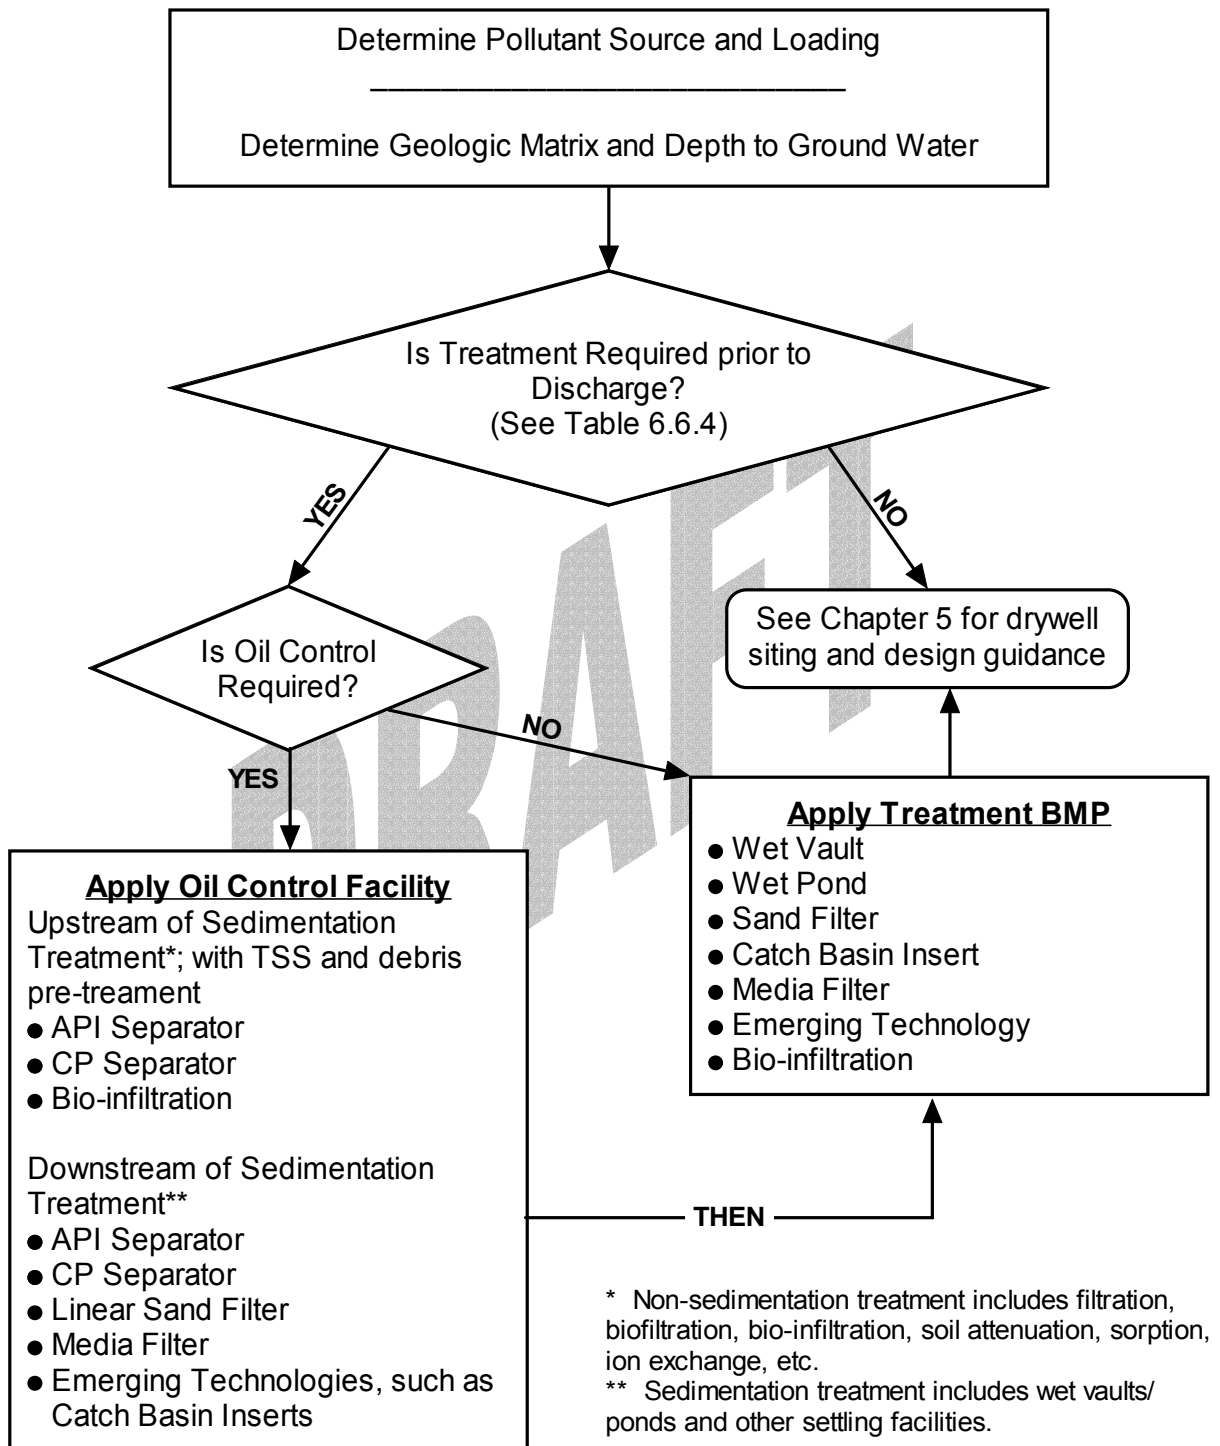 Determine Pollutant Source and Loading
Determine Geologic Matrix and Depth to Ground Water
Is Treatment Required prior to
Discharge?
(See Table 6.6.4)
YES
NO
Is Oil Control
Required?
See Chapter 5 for drywell
siting and design guidance
NO
YES
Apply Treatment BMP
● Wet Vault
● Wet Pond
● Sand Filter
● Catch Basin Insert
● Media Filter
● Emerging Technology
● Bio-infiltration
Apply Oil Control Facility
Upstream of Sedimentation
Treatment*; with TSS and debris
pre-treament
● API Separator
● CP Separator
● Bio-infiltration
Downstream of Sedimentation
Treatment**
● API Separator
● CP Separator
● Linear Sand Filter
● Media Filter
● Emerging Technologies, such as
Catch Basin Inserts
THEN
* Non-sedimentation treatment includes filtration,
biofiltration, bio-infiltration, soil attenuation, sorption,
ion exchange, etc.
** Sedimentation treatment includes wet vaults/
ponds and other settling facilities.
DRAFT